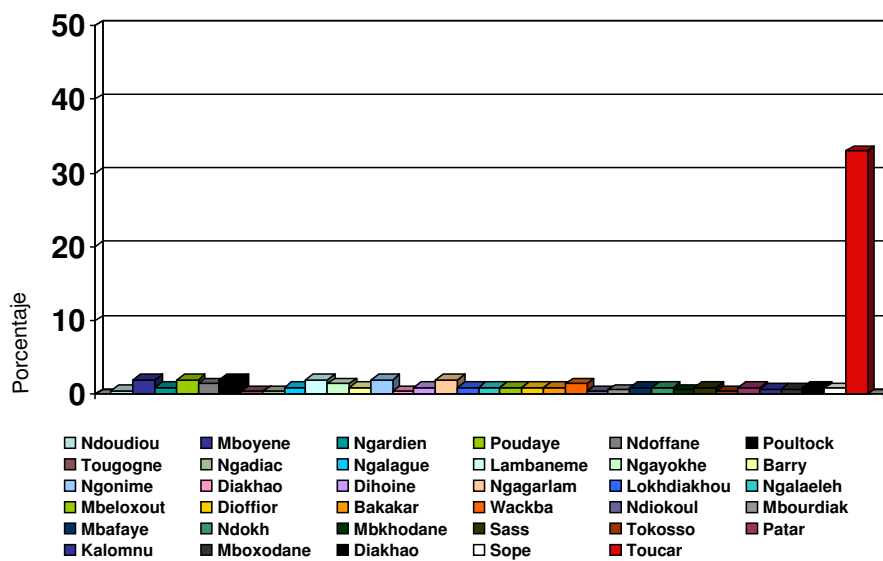 50
40
30
20
10
0
Porcentaje
Ndoudiou Mboyene Ngardien Poudaye Ndoffane Poultock
Tougogne Ngadiac Ngalague Lambaneme Ngayokhe Barry
Ngonime Diakhao Dihoine Ngagarlam Lokhdiakhou Ngalaeleh
Mbeloxout Dioffior Bakakar Wackba Ndiokoul Mbourdiak
Mbafaye Ndokh Mbkhodane Sass Tokosso Patar
Kalomnu Mboxodane Diakhao Sope Toucar